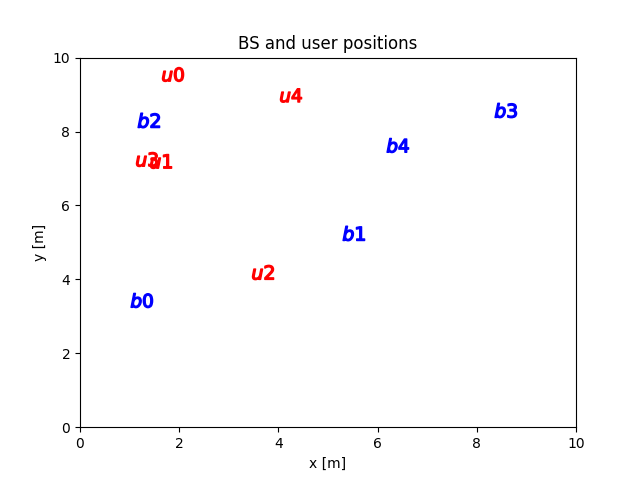 BS and user positions
10
8
6
4
2
0
y [m]
u0
u4
b3
b2
b4
u3
u1
b1
u2
b0
0 2 4 6 8 10
x [m]